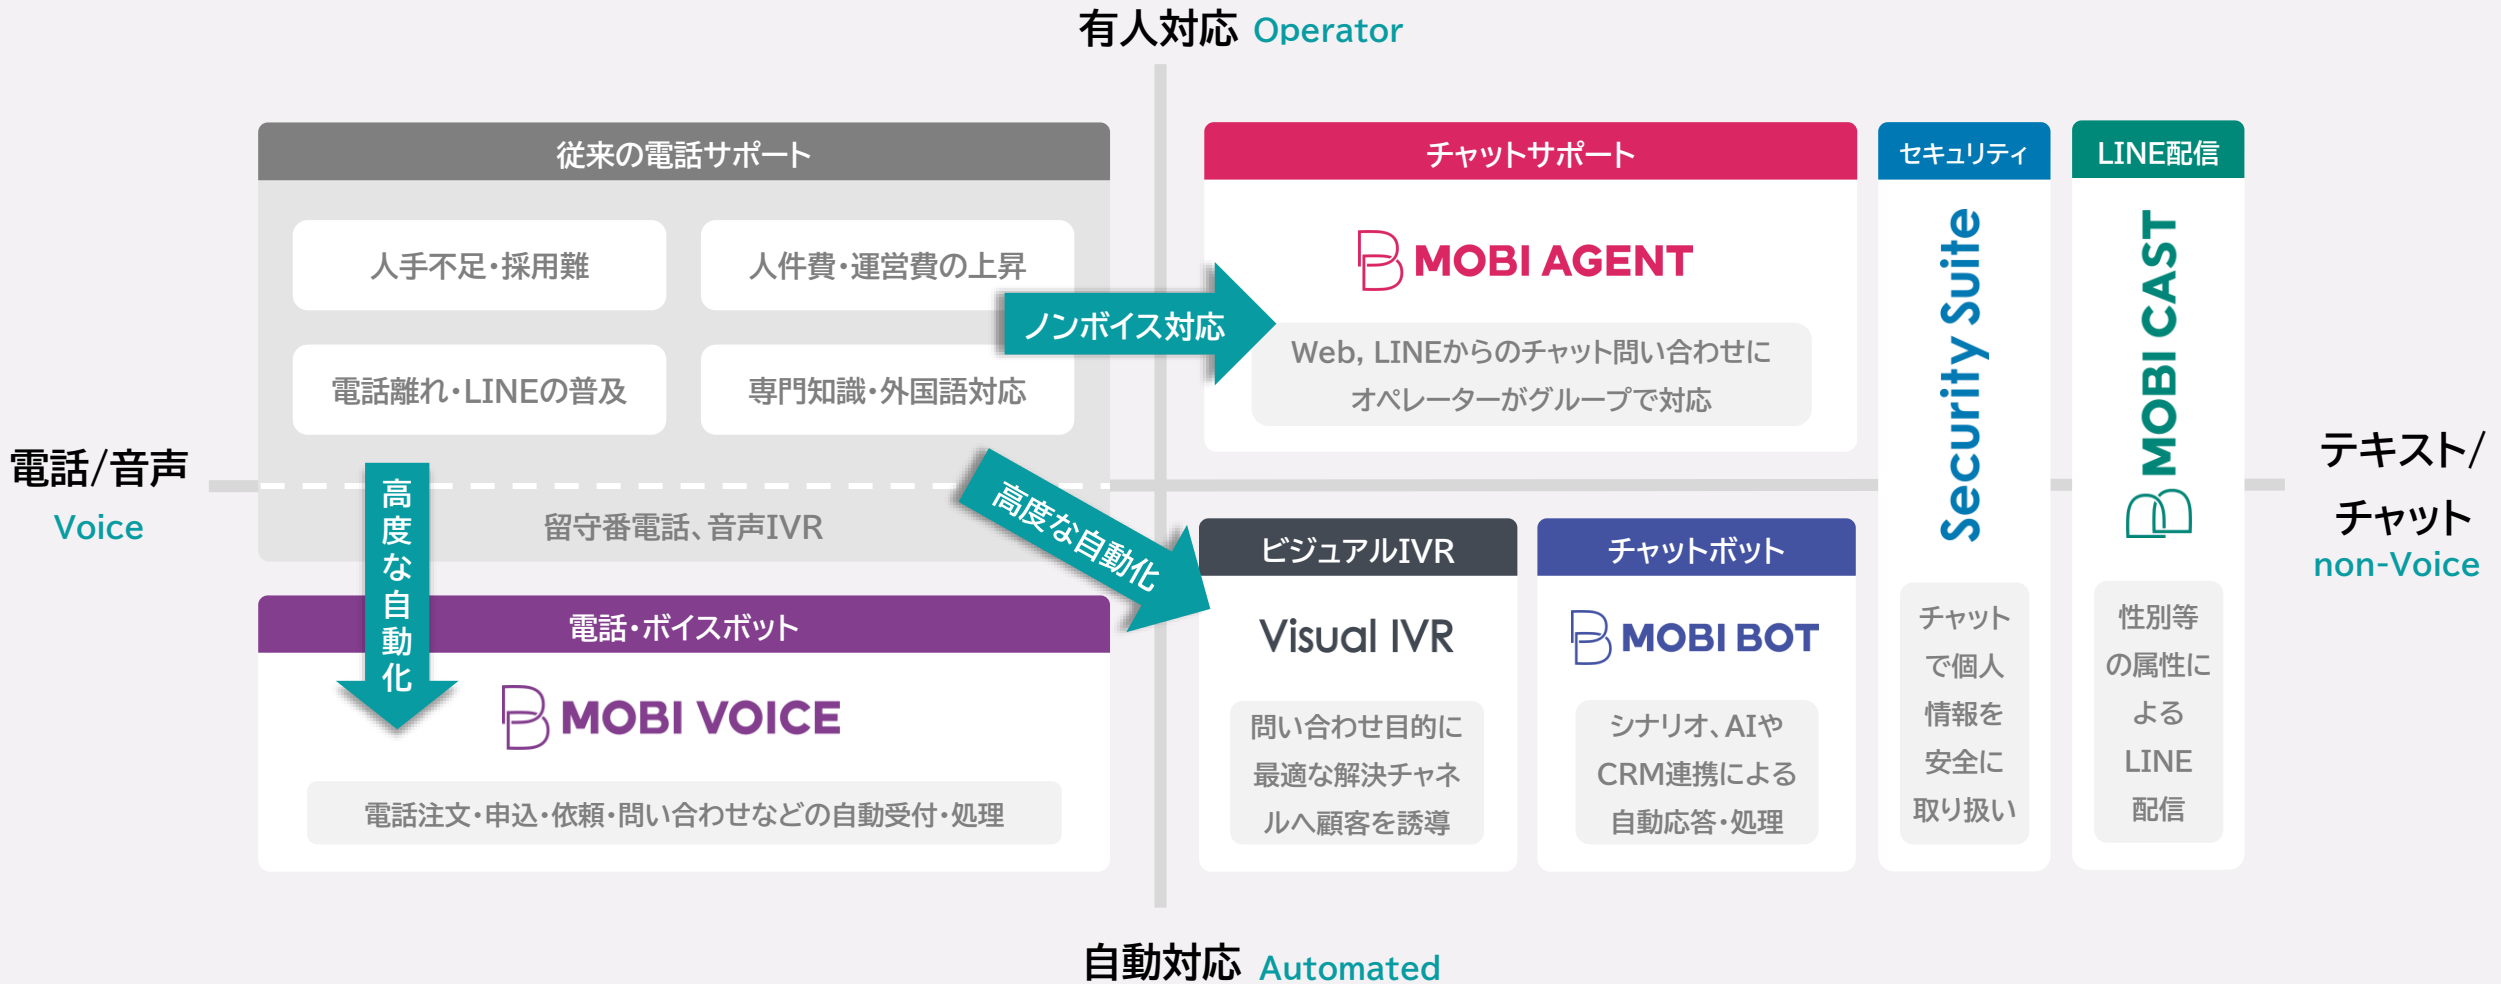 有人対応 Operator
従来の電話サポート
人手不足・採用難
人件費・運営費の上昇
電話離れ・LINEの普及
専門知識・外国語対応
留守番電話、音声IVR
ノンボイス対応
高度な自動化
高度な自動化
電話/音声
Voice
電話・ボイスボット
MOBI VOICE
電話注文・申込・依頼・問い合わせなどの自動受付・処理
チャットサポート
MOBI AGENT
Web, LINEからのチャット問い合わせに
オペレーターがグループで対応
ビジュアルIVR
Visual IVR
問い合わせ目的に
最適な解決チャネ
ルへ顧客を誘導
チャットボット
MOBI BOT
シナリオ、AIや
CRM連携による
自動応答・処理
セキュリティ
Security Suite
チャット
で個人
情報を
安全に
取り扱い
LINE配信
MOBI CAST
性別等
の属性に
よる
LINE
配信
テキスト/
チャット
non-Voice
自動対応 Automated